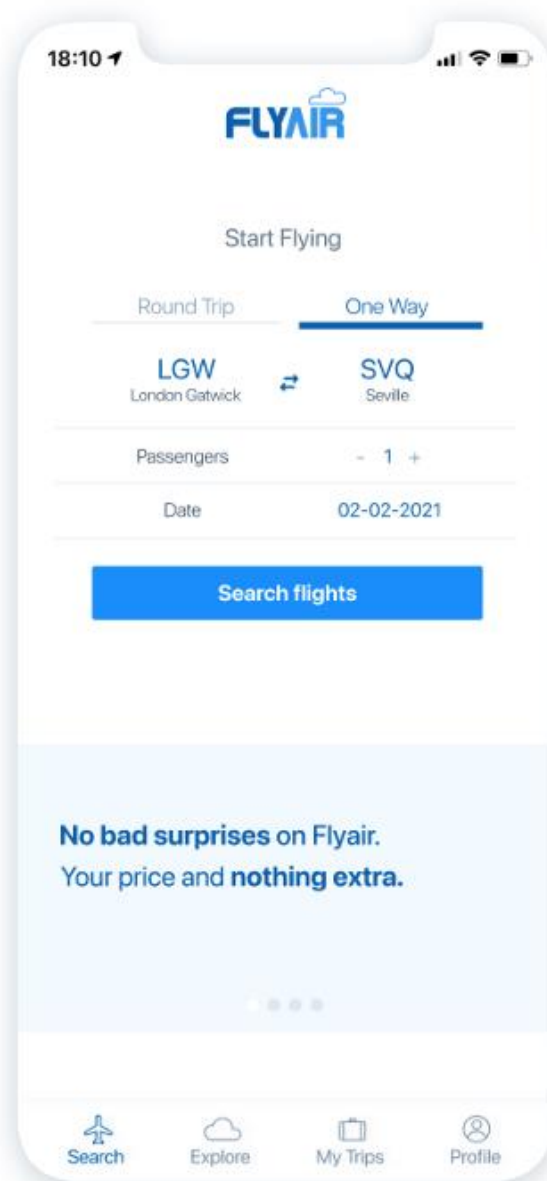 18:10
FLYAIR
Start Flying
Round Trip One Way
LGW SVQ
London Gatwick Seville
Passengers - 1 +
Date 02-02-2021
Search flights
No bad surprises on Flyair.
Your price and nothing extra.
Search Explore My Trips Profile